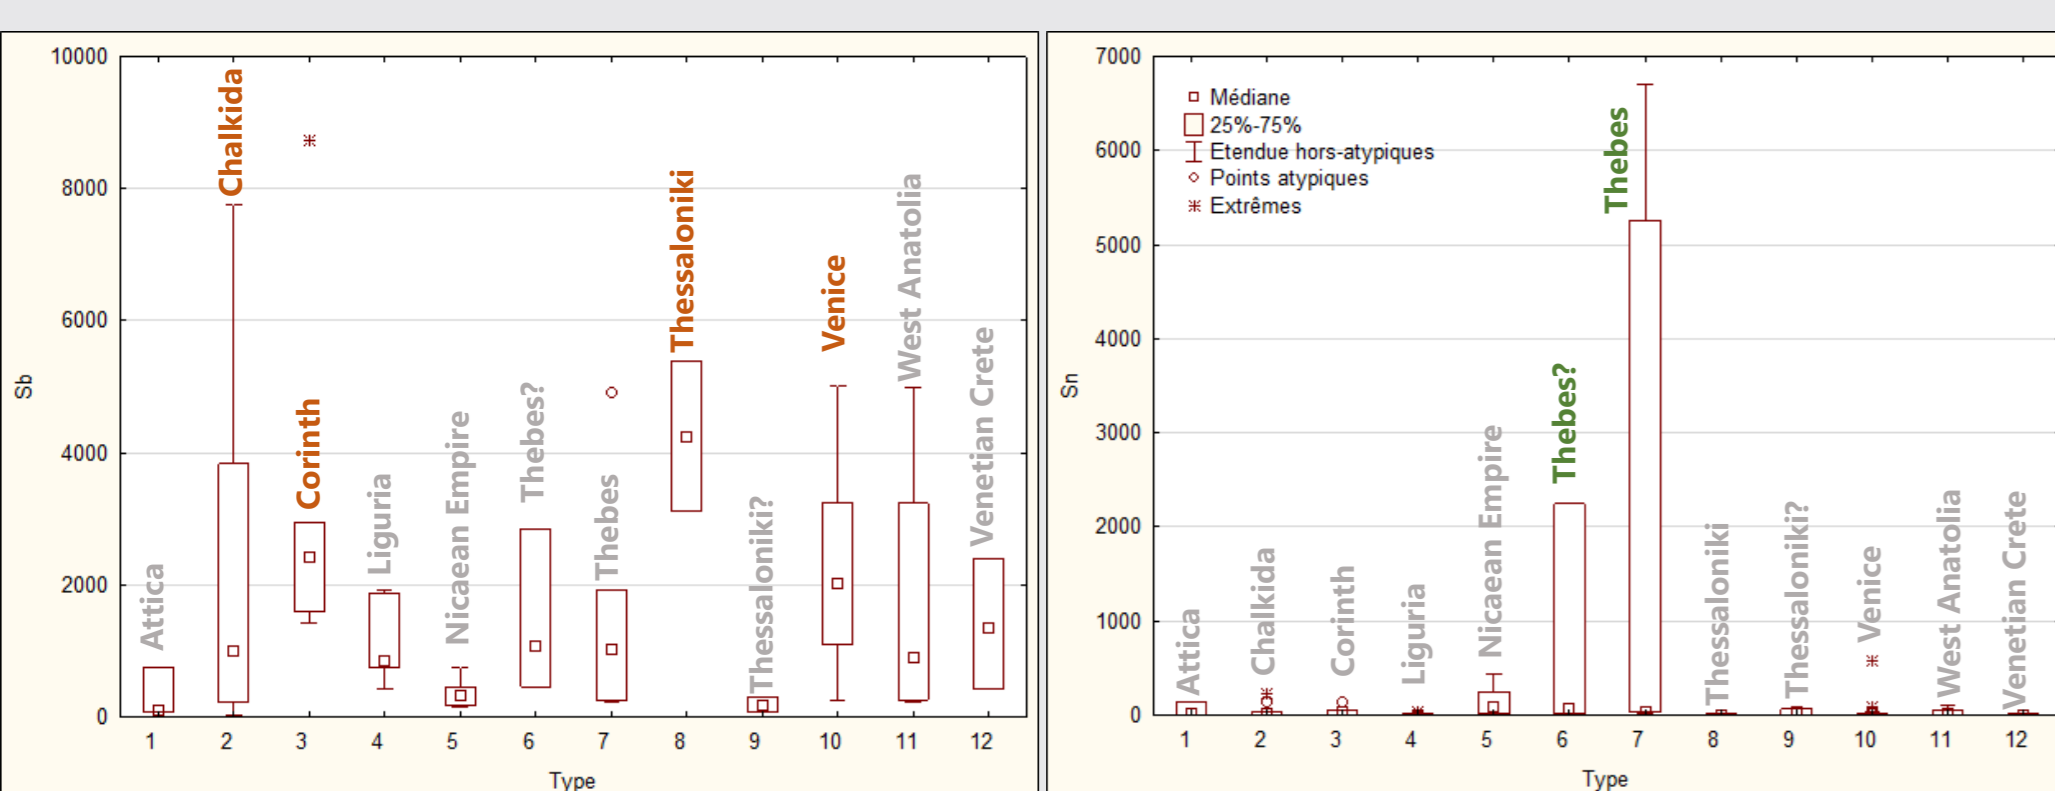 10000
8000
6000
4000
2000
0
Sb
Attica
Chalkida
Corinth
Liguria
Nicaean Empire
Thebes?
Thebes
Thessaloniki
Thessaloniki?
Venice
West Anatolia
Venetian Crete
1 2 3 4 5 6 7 8 9 10 11 12
Type
7000
6000
5000
4000
3000
2000
1000
0
Sn
Médiane
25%-75%
Etendue hors-atypiques
Points atypiques
Extrêmes
Attica
Chalkida
Corinth
Liguria
Nicaean Empire
Thebes?
Thebes
Thessaloniki
Thessaloniki?
Venice
West Anatolia
Venetian Crete
1 2 3 4 5 6 7 8 9 10 11 12
Type